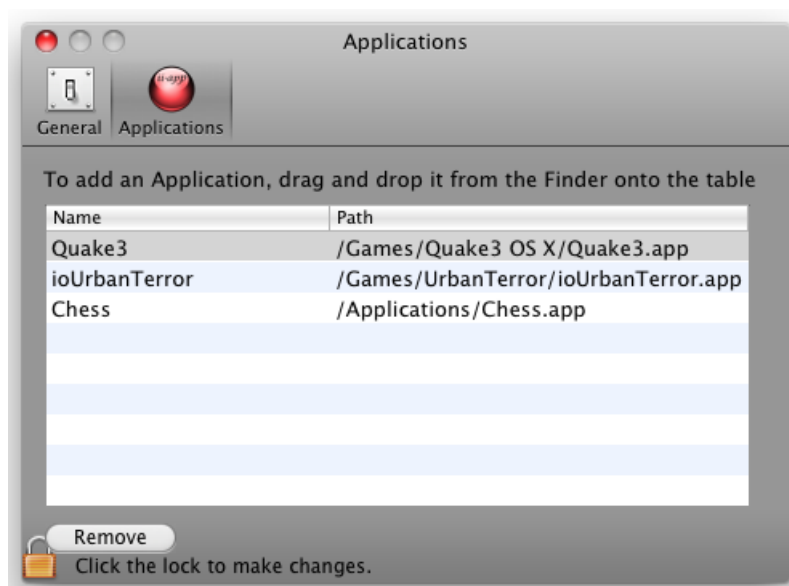 Applications
ii-app
General Applications
To add an Application, drag and drop it from the Finder onto the table
Name Path
Quake3 /Games/Quake3 OS X/Quake3.app
ioUrbanTerror /Games/UrbanTerror/ioUrbanTerror.app
Chess /Applications/Chess.app
Remove
Click the lock to make changes.